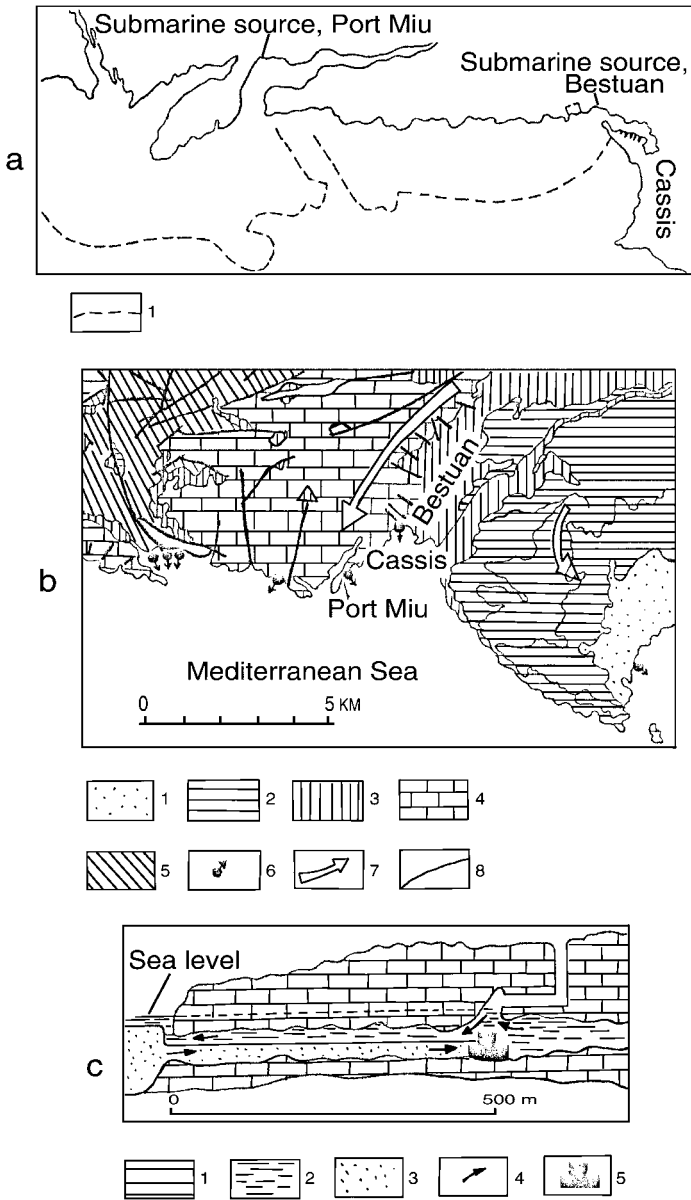 Submarine source, Port Miu
Submarine source,
Bestuan
a
Cassis
1
Bestuan
Cassis
b
Port Miu
Mediterranean Sea
0 5 KM
1 2 3 4
5 6 7 8
Sea level
c
0 500 m
1 2 3 4 5